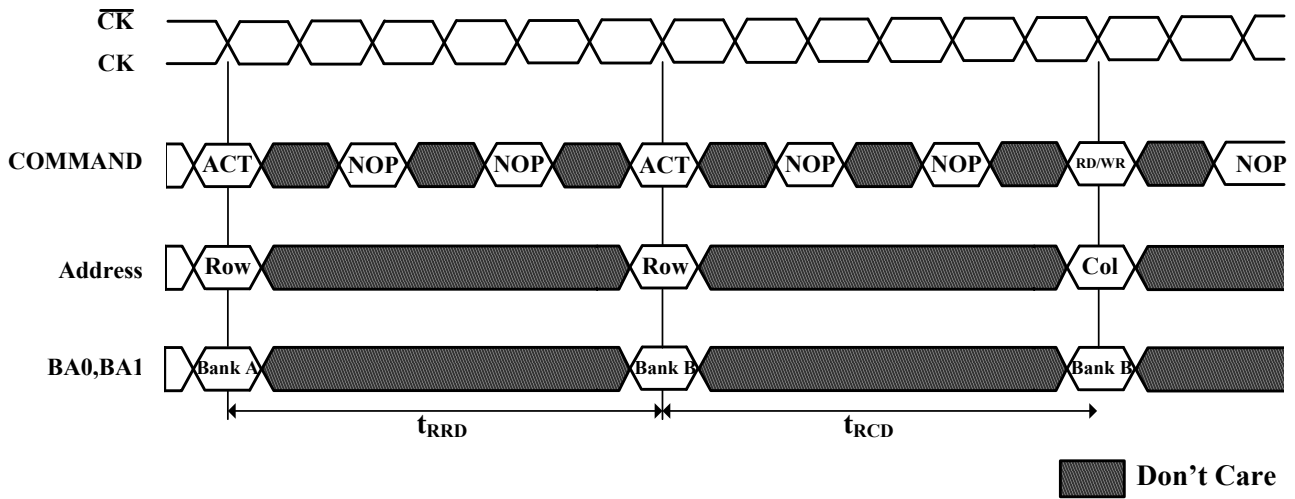 CK
CK
COMMAND ACT NOP NOP ACT NOP NOP RD/WR NOP
Address Row Row Col
BA0,BA1 Bank A Bank B Bank B
tRRD tRCD
Don't Care